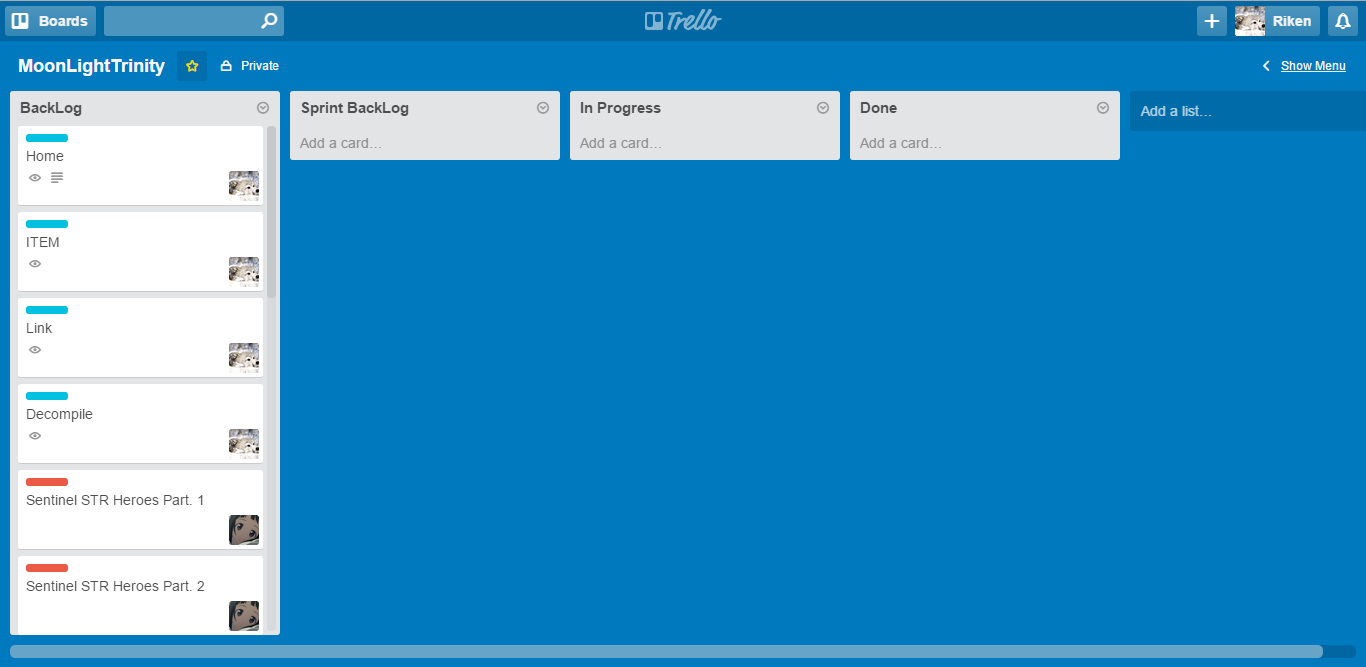 Boards
Trello
Riken
MoonLightTrinity
Private
Show Menu
BackLog
Home
ITEM
Link
Decompile
Sentinel STR Heroes Part. 1
Sentinel STR Heroes Part. 2
Sprint BackLog
Add a card…
In Progress
Add a card…
Done
Add a card…
Add a list…